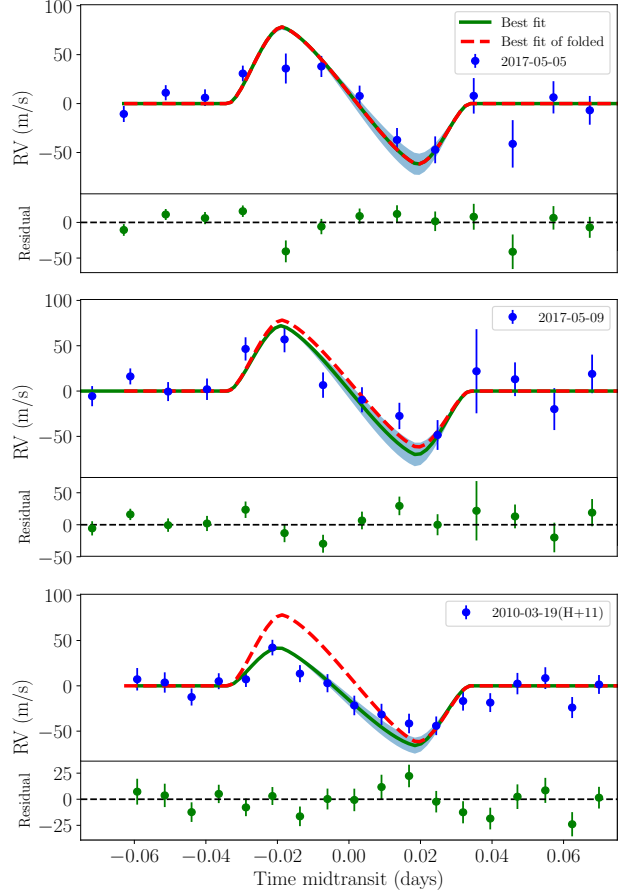 100
50
0
−50
RV (m/s)
Best fit
Best fit of folded
2017-05-05
0
−50
Residual
100
50
0
−50
RV (m/s)
2017-05-09
50
0
−50
Residual
100
50
0
−50
RV (m/s)
2010-03-19(H+11)
25
0
−25
Residual
−0.06 −0.04 −0.02 0.00 0.02 0.04 0.06
Time midtransit (days)